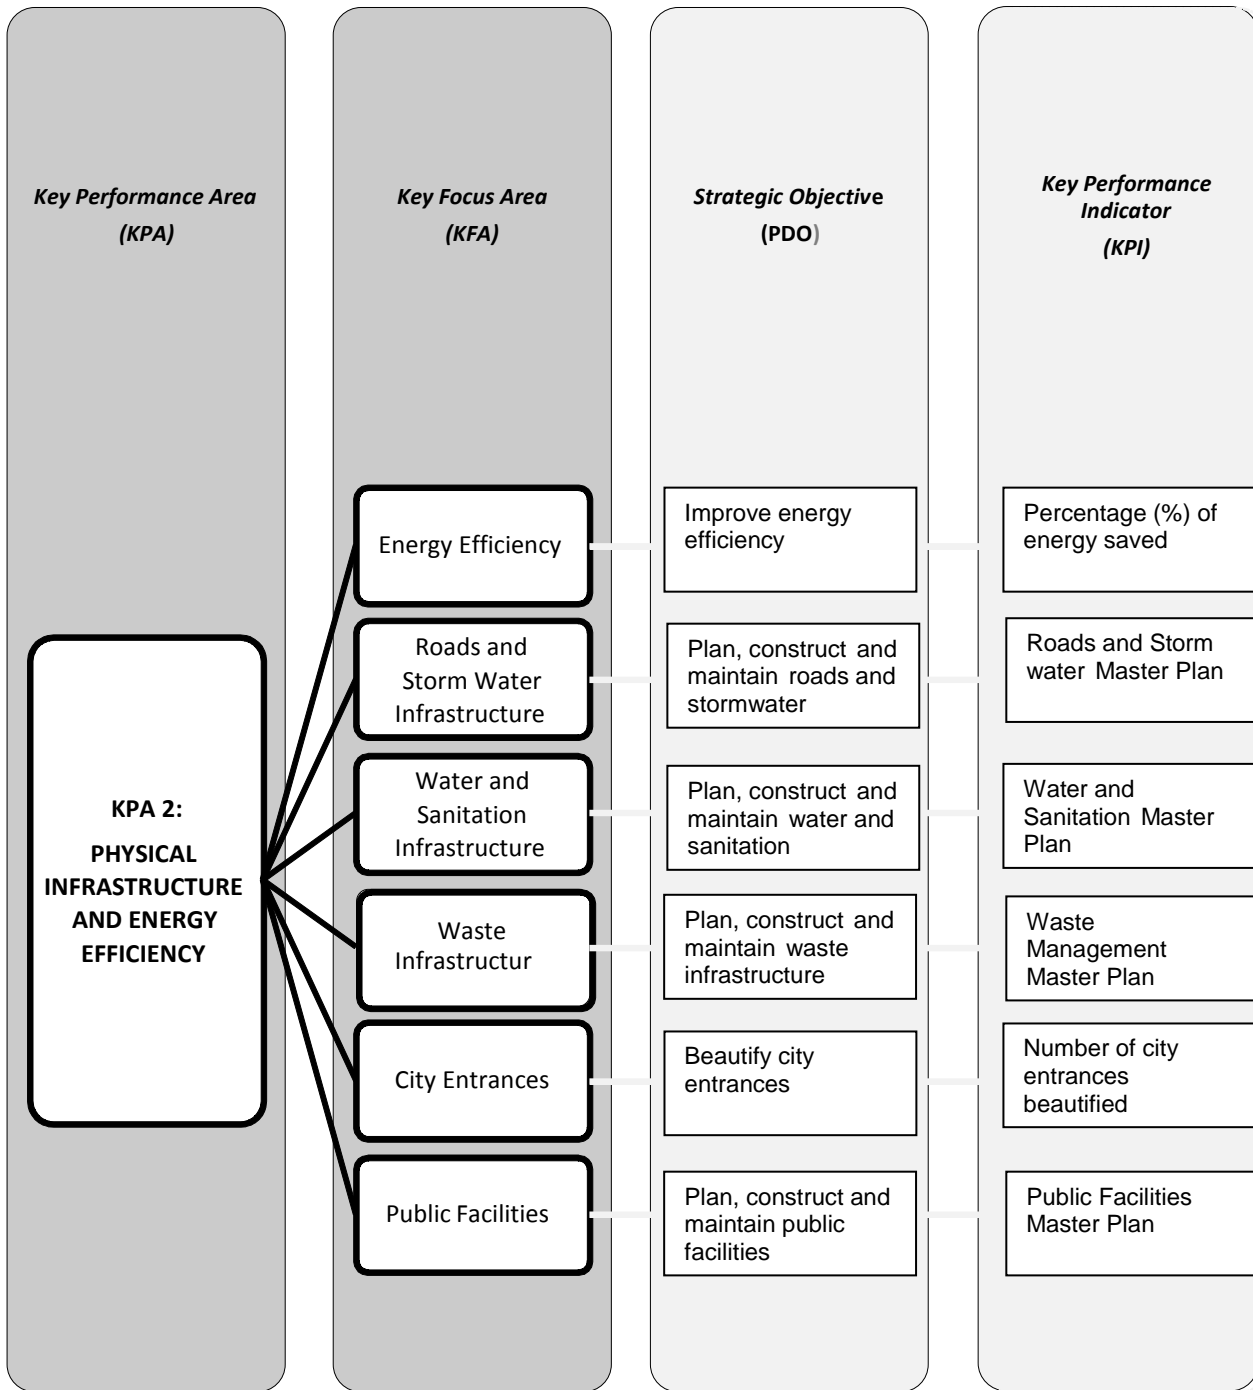 Key Performance Area
(KPA)
Key Focus Area
(KFA)
Strategic Objective
(PDO)
Key Performance
Indicator
(KPI)
KPA 2:
PHYSICAL
INFRASTRUCTURE
AND ENERGY
EFFICIENCY
Energy Efficiency
Improve energy
efficiency
Percentage (%) of
energy saved
Roads and
Storm Water
Infrastructure
Plan, construct and
maintain roads and
stormwater
Roads and Storm
water Master Plan
Water and
Sanitation
Infrastructure
Plan, construct and
maintain water and
sanitation
Water and
Sanitation Master
Plan
Waste
Infrastructur
Plan, construct and
maintain waste
infrastructure
Waste
Management
Master Plan
City Entrances
Beautify city
entrances
Number of city
entrances
beautified
Public Facilities
Plan, construct and
maintain public
facilities
Public Facilities
Master Plan